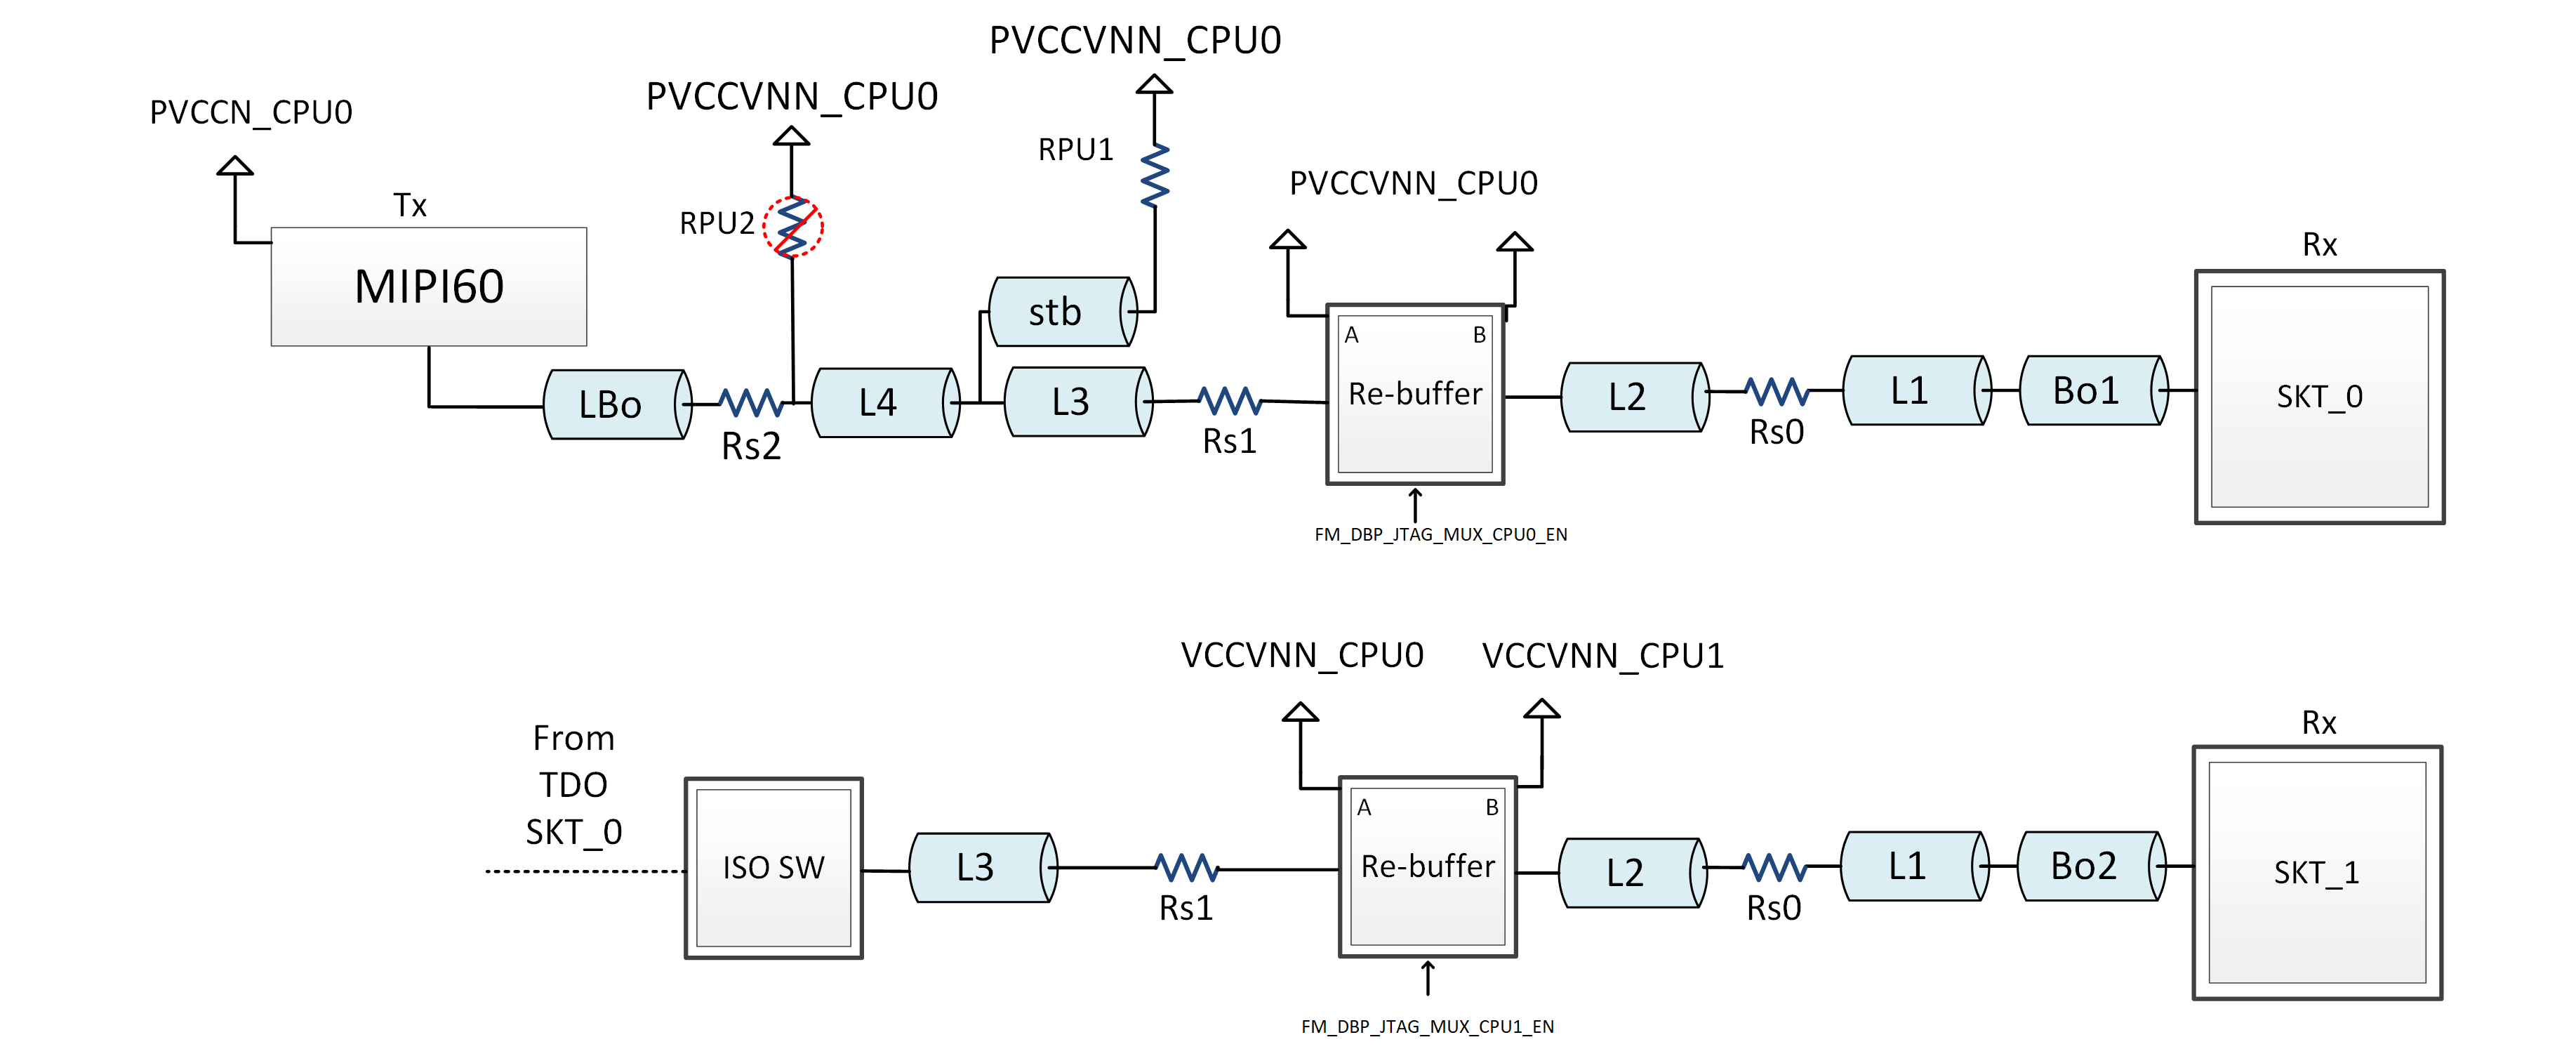 PVCCVNN_CPU0
PVCCVNN_CPU0
PVCCN_CPU0
RPU1
PVCCVNN_CPU0
Tx
RPU2
Rx
MIPI60
stb
A
B
LBo
L4
L3
Re-buffer
L2
L1
Bo1
SKT_0
Rs2
Rs1
Rs0
FM_DBP_JTAG_MUX_CPU0_EN
VCCVNN_CPU0
VCCVNN_CPU1
From
TDO
SKT_0
Rx
A
B
ISO SW
L3
Re-buffer
L2
L1
Bo2
SKT_1
Rs1
Rs0
FM_DBP_JTAG_MUX_CPU1_EN